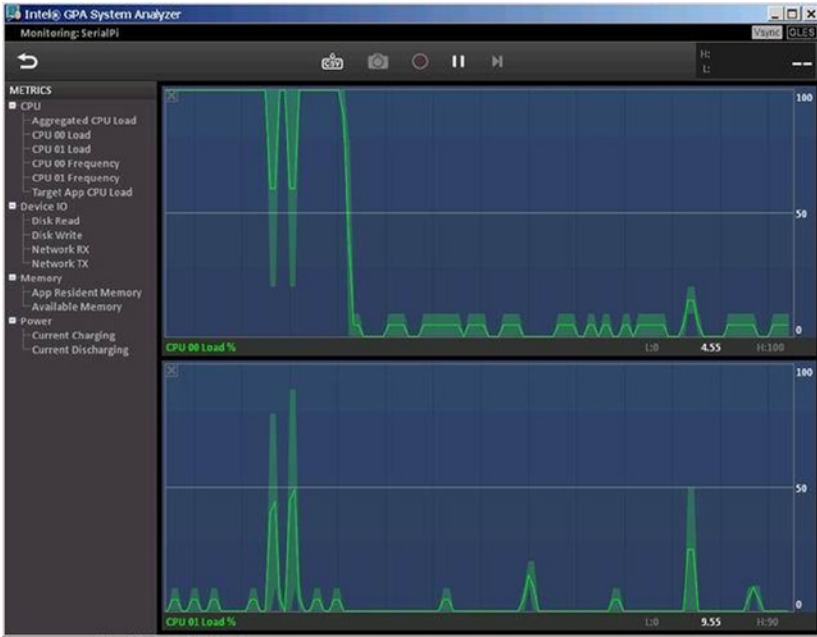 Intel® GPA System Analyzer
Monitoring: SerialPi
Vsync GLES
CSV
H:
L:
--
METRICS
CPU
Aggregated CPU Load
CPU 00 Load
CPU 01 Load
CPU 00 Frequency
CPU 01 Frequency
Target App CPU Load
Device IO
Disk Read
Disk Write
Network RX
Network TX
Memory
App Resident Memory
Available Memory
Power
Current Charging
Current Discharging
100
50
0
CPU 00 Load % L:0 4.55 H:100
100
50
0
CPU 01 Load % L:0 9.55 H:90